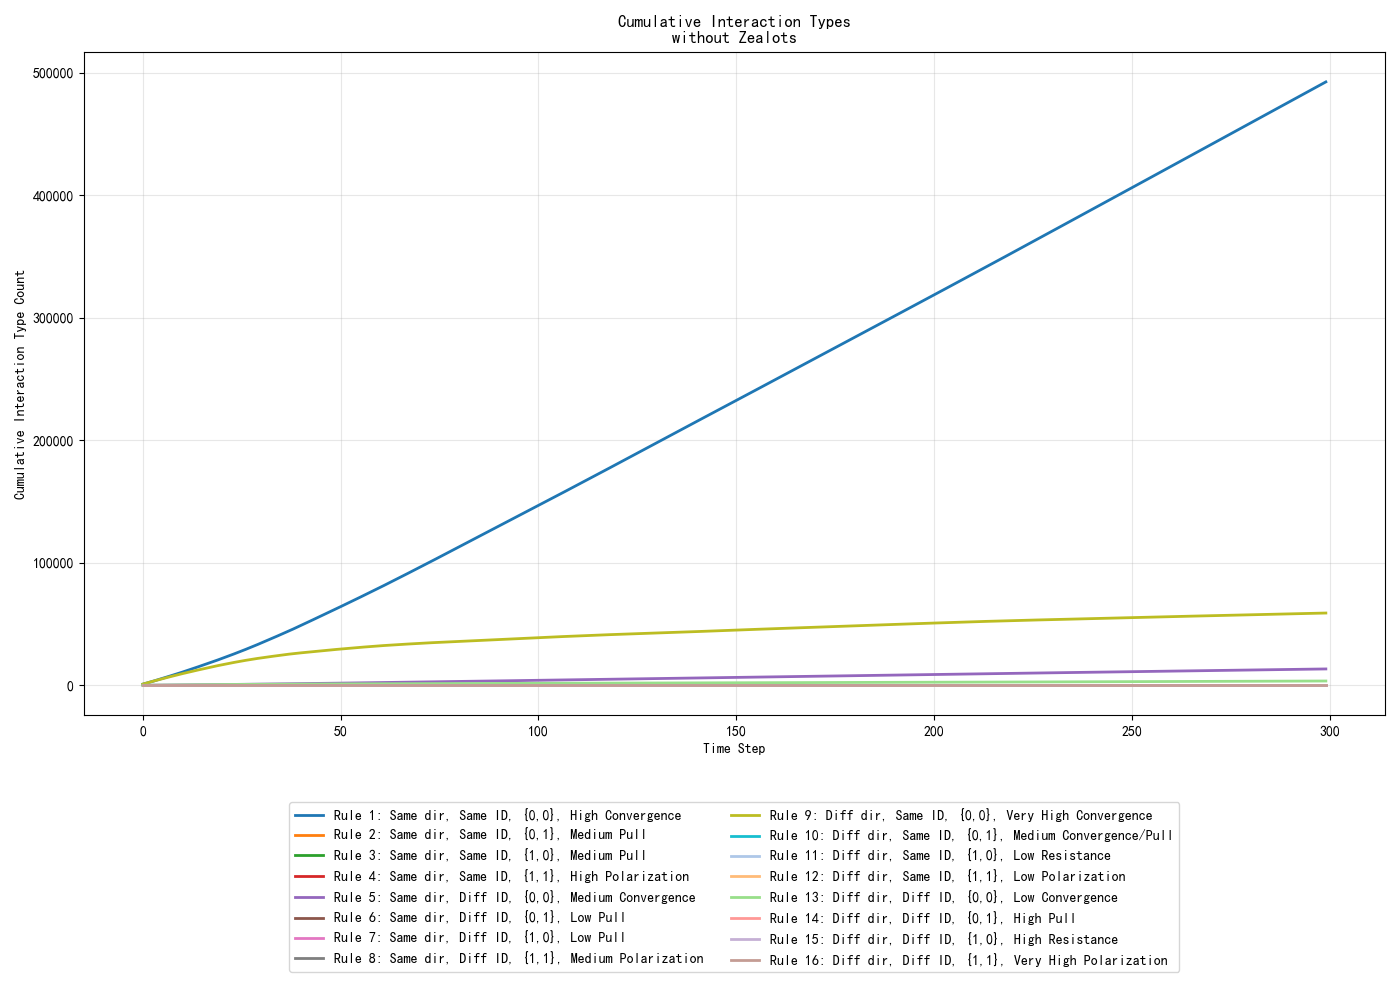 Cumulative Interaction Types
without Zealots
Cumulative Interaction Type Count
500000
400000
300000
200000
100000
0
0 50 100 150 200 250 300
Time Step
Rule 1: Same dir, Same ID, {0,0}, High Convergence
Rule 2: Same dir, Same ID, {0,1}, Medium Pull
Rule 3: Same dir, Same ID, {1,0}, Medium Pull
Rule 4: Same dir, Same ID, {1,1}, High Polarization
Rule 5: Same dir, Diff ID, {0,0}, Medium Convergence
Rule 6: Same dir, Diff ID, {0,1}, Low Pull
Rule 7: Same dir, Diff ID, {1,0}, Low Pull
Rule 8: Same dir, Diff ID, {1,1}, Medium Polarization
Rule 9: Diff dir, Same ID, {0,0}, Very High Convergence
Rule 10: Diff dir, Same ID, {0,1}, Medium Convergence/Pull
Rule 11: Diff dir, Same ID, {1,0}, Low Resistance
Rule 12: Diff dir, Same ID, {1,1}, Low Polarization
Rule 13: Diff dir, Diff ID, {0,0}, Low Convergence
Rule 14: Diff dir, Diff ID, {0,1}, High Pull
Rule 15: Diff dir, Diff ID, {1,0}, High Resistance
Rule 16: Diff dir, Diff ID, {1,1}, Very High Polarization